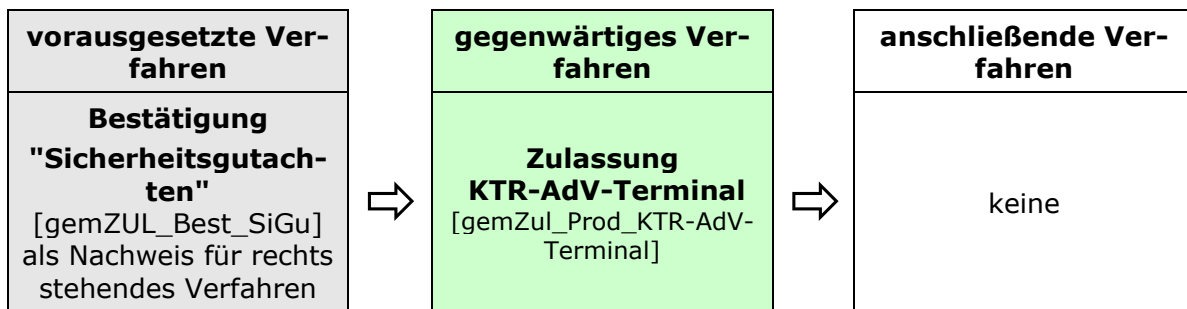 vorausgesetzte Ver-
fahren
Bestätigung
"Sicherheitsgutach-
ten"
[gemZUL_Best_SiGu]
als Nachweis für rechts
stehendes Verfahren
gegenwärtiges Ver-
fahren
Zulassung
KTR-AdV-Terminal
[gemZul_Prod_KTR-AdV-
Terminal]
anschließende Ver-
fahren
keine